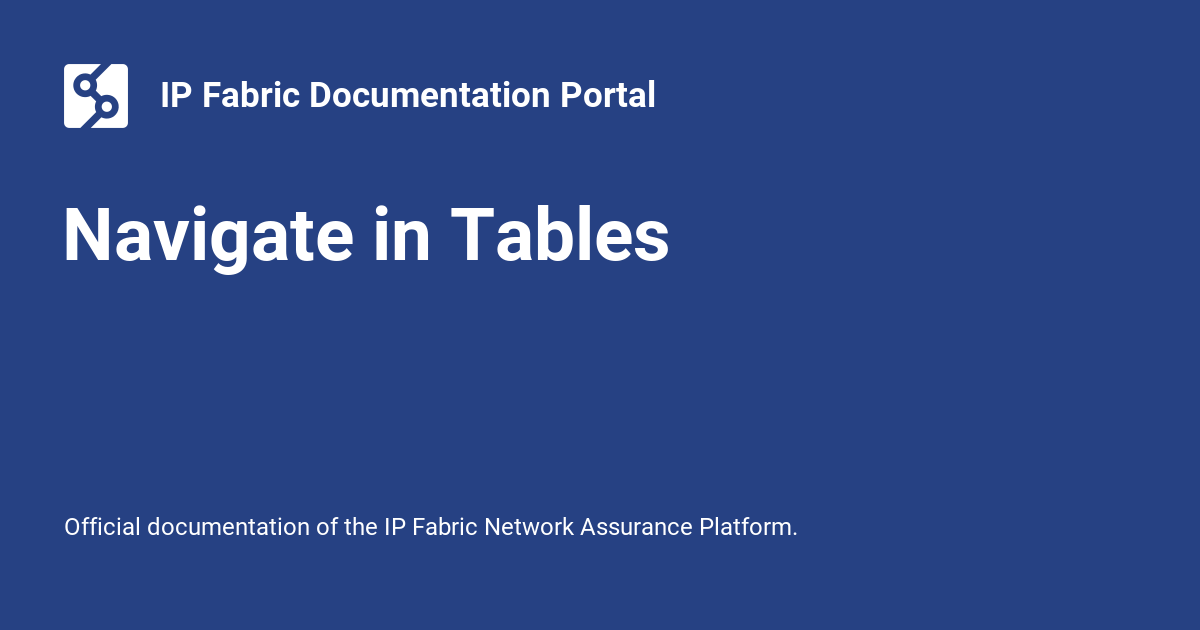 IP Fabric Documentation Portal
Navigate in Tables
Official documentation of the IP Fabric Network Assurance Platform.